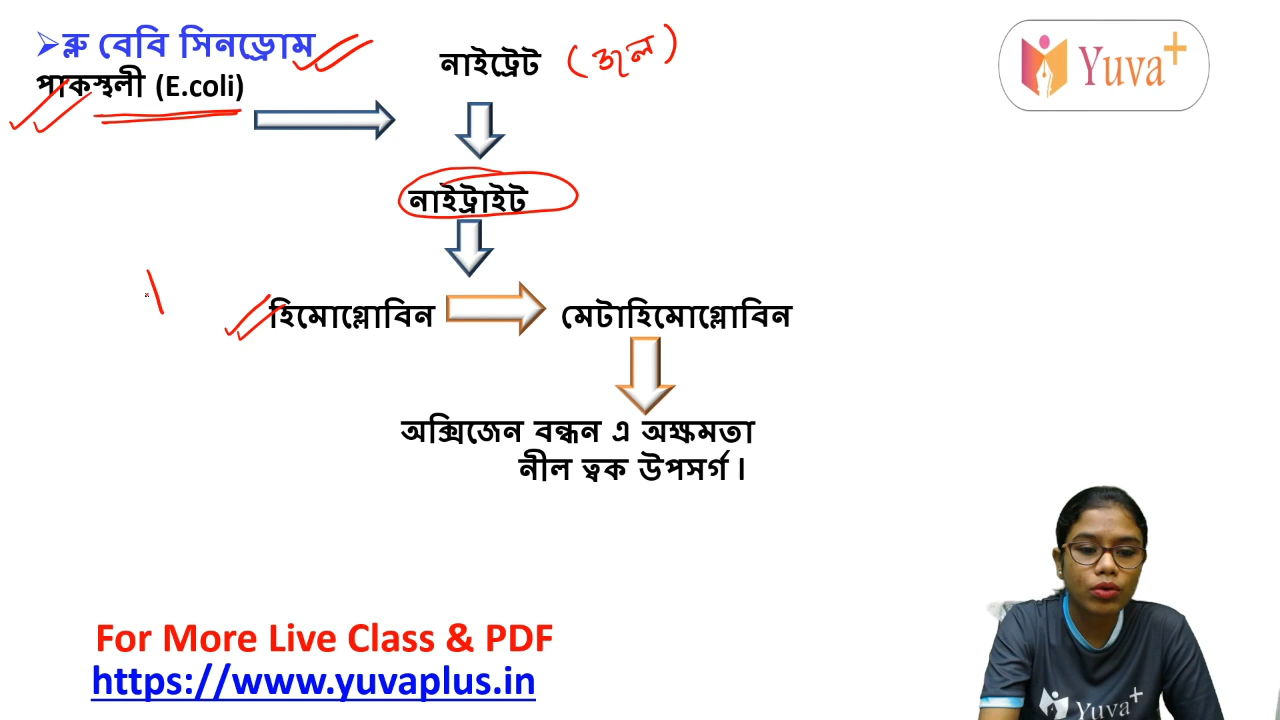 ব্লু বেবি সিনড্রোম
পাকস্থলী (E.coli)
নাইট্রেট (জল)
নাইট্রাইট
হিমোগ্লোবিন
মেটাহিমোগ্লোবিন
অক্সিজেন বন্ধন এ অক্ষমতা
নীল ত্বক উপসর্গ।
Yuva+
For More Live Class & PDF
https://www.yuvaplus.in
Yuva+